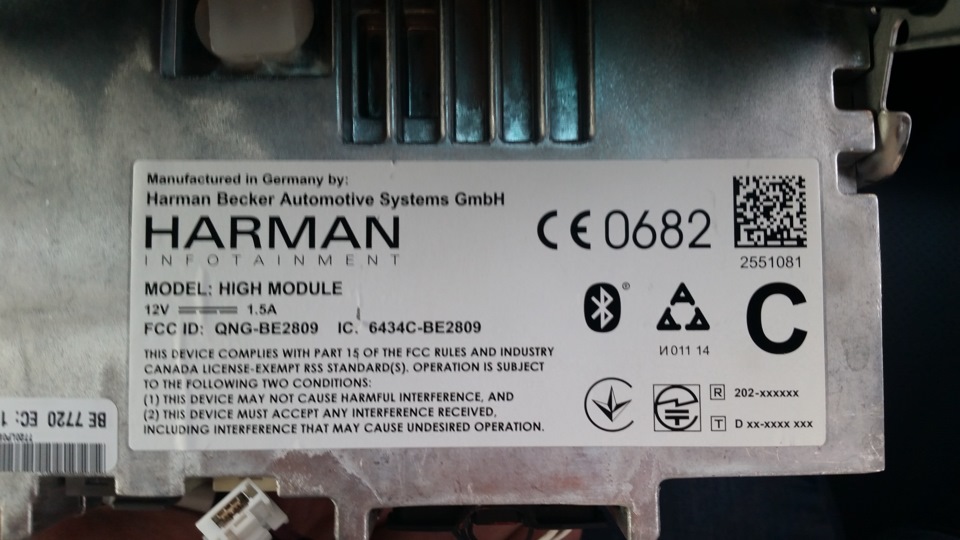 Manufactured in Germany by:
Harman Becker Automotive Systems GmbH
HARMAN
INFOTAINMENT
CE 0682
2551081
MODEL: HIGH MODULE
12V 1.5A
FCC ID: QNG-BE2809 IC. 6434C-BE2809
THIS DEVICE COMPLIES WITH PART 15 OF THE FCC RULES AND INDUSTRY
CANADA LICENSE-EXEMPT RSS STANDARD(S). OPERATION IS SUBJECT
TO THE FOLLOWING TWO CONDITIONS:
(1) THIS DEVICE MAY NOT CAUSE HARMFUL INTERFERENCE, AND
(2) THIS DEVICE MUST ACCEPT ANY INTERFERENCE RECEIVED,
INCLUDING INTERFERENCE THAT MAY CAUSE UNDESIRED OPERATION.
®
И011 14
C
R 202-xxxxxx
T D xx-xxxx xxx
BE 7720 EC: 1